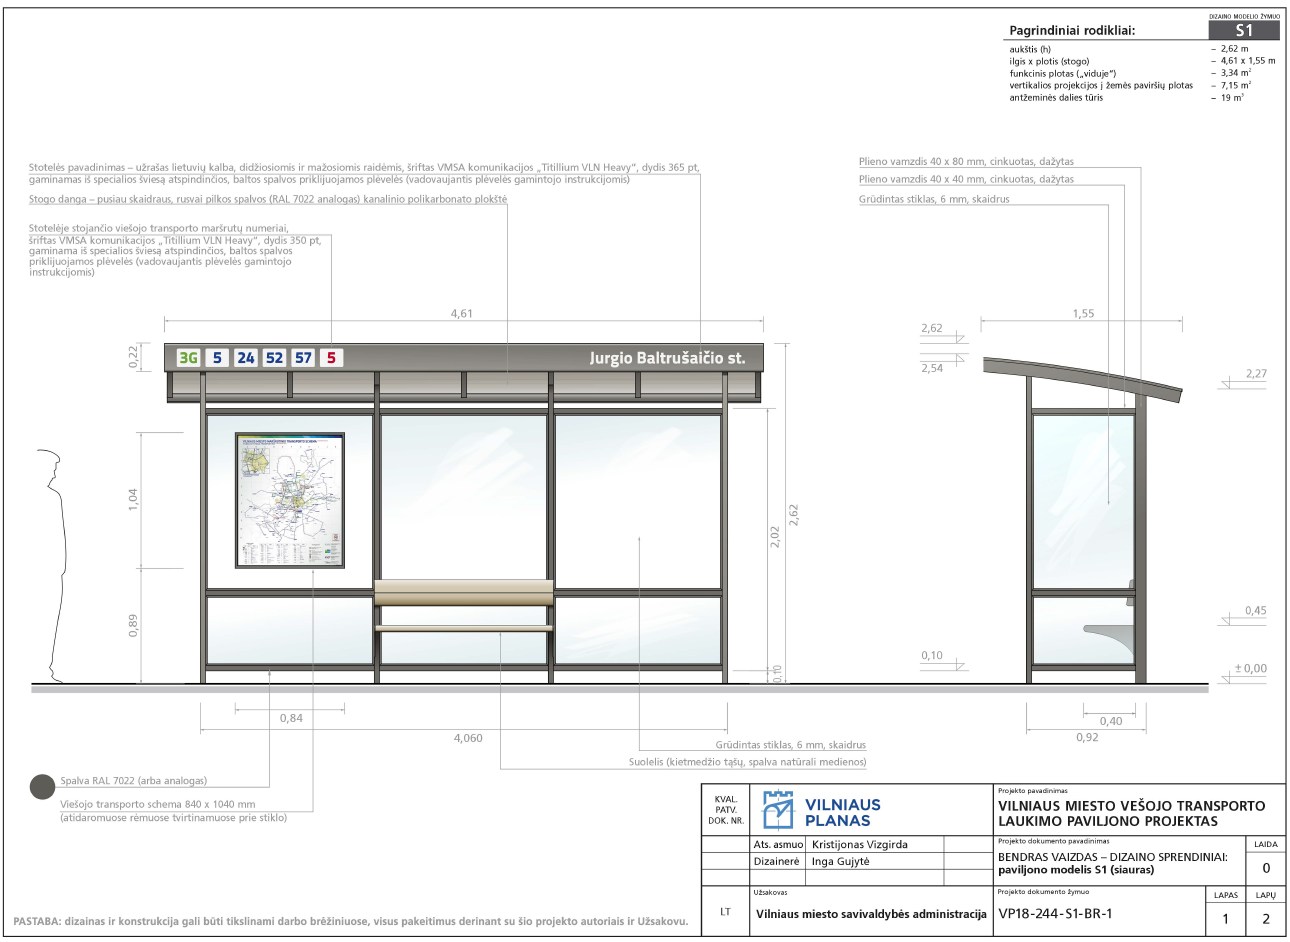 DIZAINO MODELIO ŽYMUO
Pagrindiniai rodikliai: S1
aukštis (h) – 2,62 m
ilgis x plotis (stogo) – 4,61 x 1,55 m
funkcinis plotas („viduje“) – 3,34 m²
vertikalios projekcijos į žemės paviršių plotas – 7,15 m²
antžeminės dalies tūris – 19 m³
Stotelės pavadinimas – užrašas lietuvių kalba, didžiosiomis ir mažosiomis raidėmis, šriftas VMSA komunikacijos „Titillium VLN Heavy“, dydis 365 pt,
gaminamas iš specialios šviesą atspindinčios, baltos spalvos priklijuojamos plėvelės (vadovaujantis plėvelės gamintojo instrukcijomis)
Stogo danga – pusiau skaidraus, rusvai pilkos spalvos (RAL 7022 analogas) kanalinio polikarbonato plokštė
Stotelėje stojančio viešojo transporto maršrutų numeriai,
šriftas VMSA komunikacijos „Titillium VLN Heavy“, dydis 350 pt,
gaminama iš specialios šviesą atspindinčios, baltos spalvos
priklijuojamos plėvelės (vadovaujantis plėvelės gamintojo
instrukcijomis)
Plieno vamzdis 40 x 80 mm, cinkuotas, dažytas
Plieno vamzdis 40 x 40 mm, cinkuotas, dažytas
Grūdintas stiklas, 6 mm, skaidrus
4,61
0,22
3G 5 24 52 57 5
Jurgio Baltrušaičio st.
VILNIAUS MIESTO MARŠRUTINIO TRANSPORTO SCHEMA
1,04
0,89
2,02
2,62
0,10
0,84
4,060
1,55
2,62
2,54
2,27
0,45
0,10
±0,00
0,40
0,92
Grūdintas stiklas, 6 mm, skaidrus
Suolelis (kietmedžio tąšų, spalva natūrali medienos)
Spalva RAL 7022 (arba analogas)
Viešojo transporto schema 840 x 1040 mm
(atidaromuose rėmuose tvirtinamuose prie stiklo)
PASTABA: dizainas ir konstrukcija gali būti tikslinami darbo brėžiniuose, visus pakeitimus derinant su šio projekto autoriais ir Užsakovu.
KVAL.
PATV.
DOK. NR.
VILNIAUS
PLANAS
Projekto pavadinimas
VILNIAUS MIESTO VEŠOJO TRANSPORTO
LAUKIMO PAVILJONO PROJEKTAS
Ats. asmuo Kristijonas Vizgirda
Dizainerė Inga Gujytė
Projekto dokumento pavadinimas
BENDRAS VAIZDAS – DIZAINO SPRENDINIAI:
paviljono modelis S1 (siauras)
LAIDA
0
LT
Užsakovas
Vilniaus miesto savivaldybės administracija
Projekto dokumento žymuo
VP18-244-S1-BR-1
LAPAS
1
LAPŲ
2